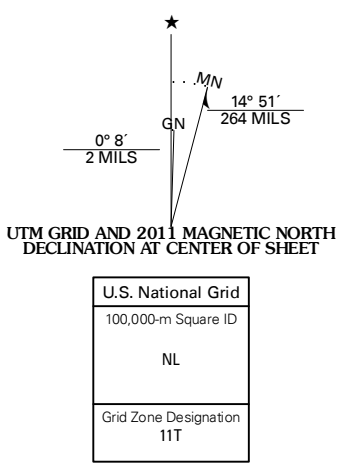 MN
14° 51´
264 MILS
GN
0° 8´
2 MILS
UTM GRID AND 2011 MAGNETIC NORTH
DECLINATION AT CENTER OF SHEET
U.S. National Grid
100,000-m Square ID
NL
Grid Zone Designation
11T